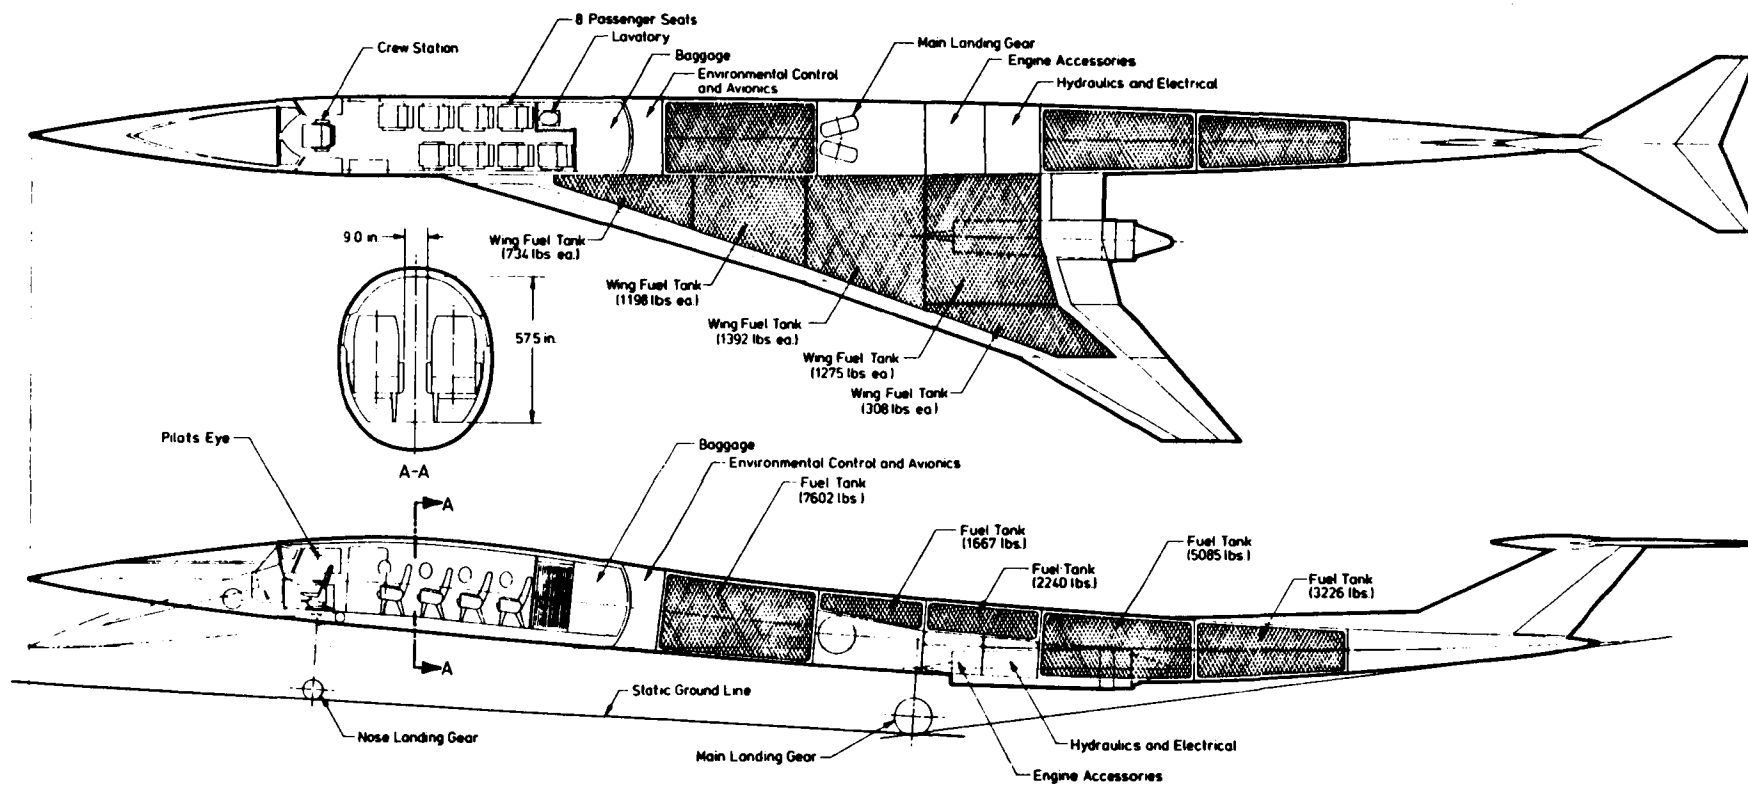 8 Passenger Seats
Lavatory
Crew Station
Baggage
Environmental Control
and Avionics
Main Landing Gear
Engine Accessories
Hydraulics and Electrical
9.0 in.
57.5 in.
Wing Fuel Tank
(734 lbs ea.)
Wing Fuel Tank
(1198 lbs ea.)
Wing Fuel Tank
(1392 lbs ea.)
Wing Fuel Tank
(1275 lbs ea.)
Wing Fuel Tank
(308 lbs ea.)
A-A
Pilots Eye
A
A
Baggage
Environmental Control and Avionics
Fuel Tank
(7602 lbs.)
Fuel Tank
(1667 lbs.)
Fuel Tank
(2240 lbs.)
Fuel Tank
(5085 lbs.)
Fuel Tank
(3226 lbs.)
Static Ground Line
Nose Landing Gear
Main Landing Gear
Hydraulics and Electrical
Engine Accessories